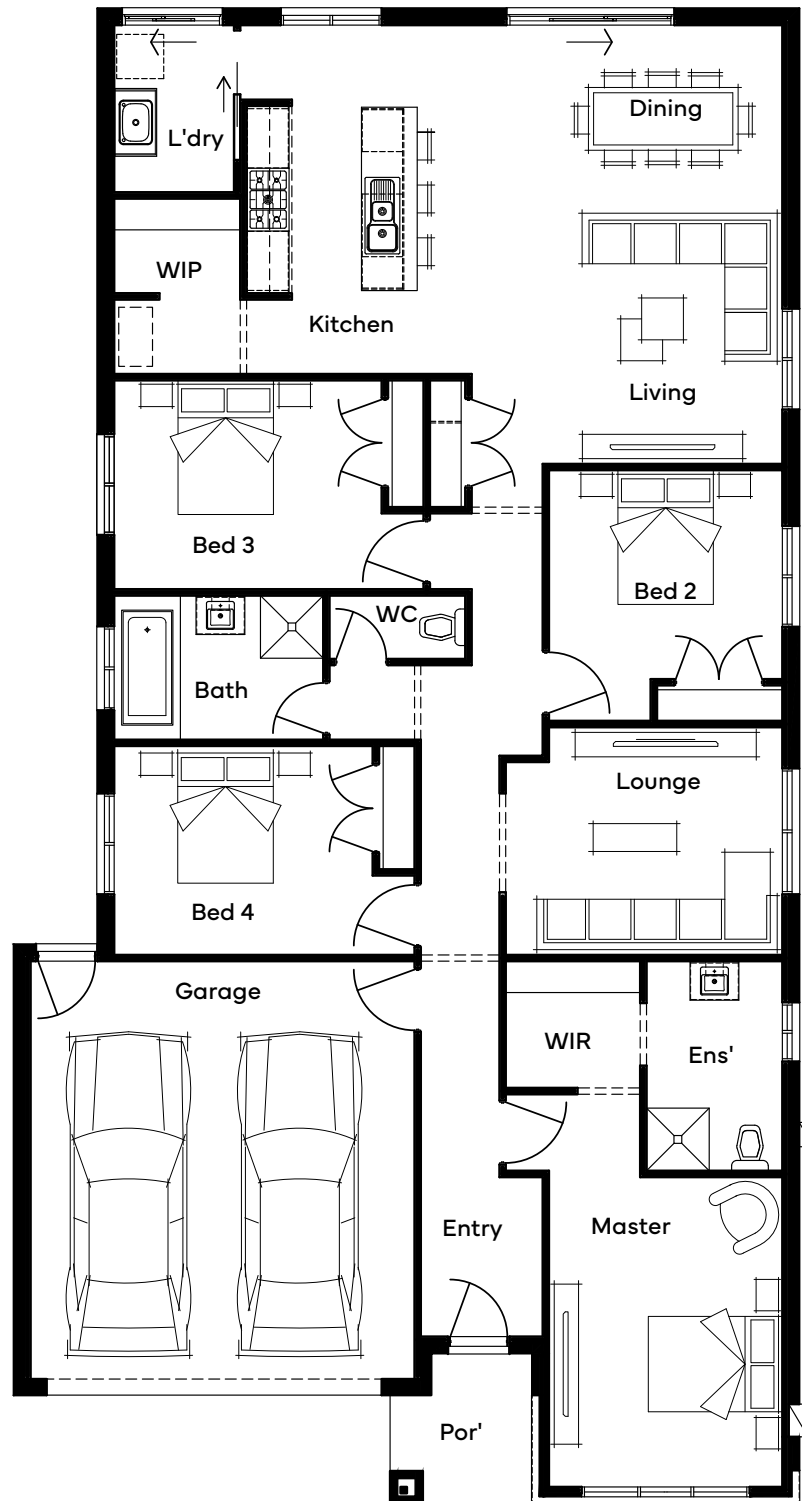 Dining
L'dry
WIP
Kitchen
Living
Bed 3
Bed 2
WC
Bath
Lounge
Bed 4
Garage
WIR
Ens'
Entry
Master
Por'